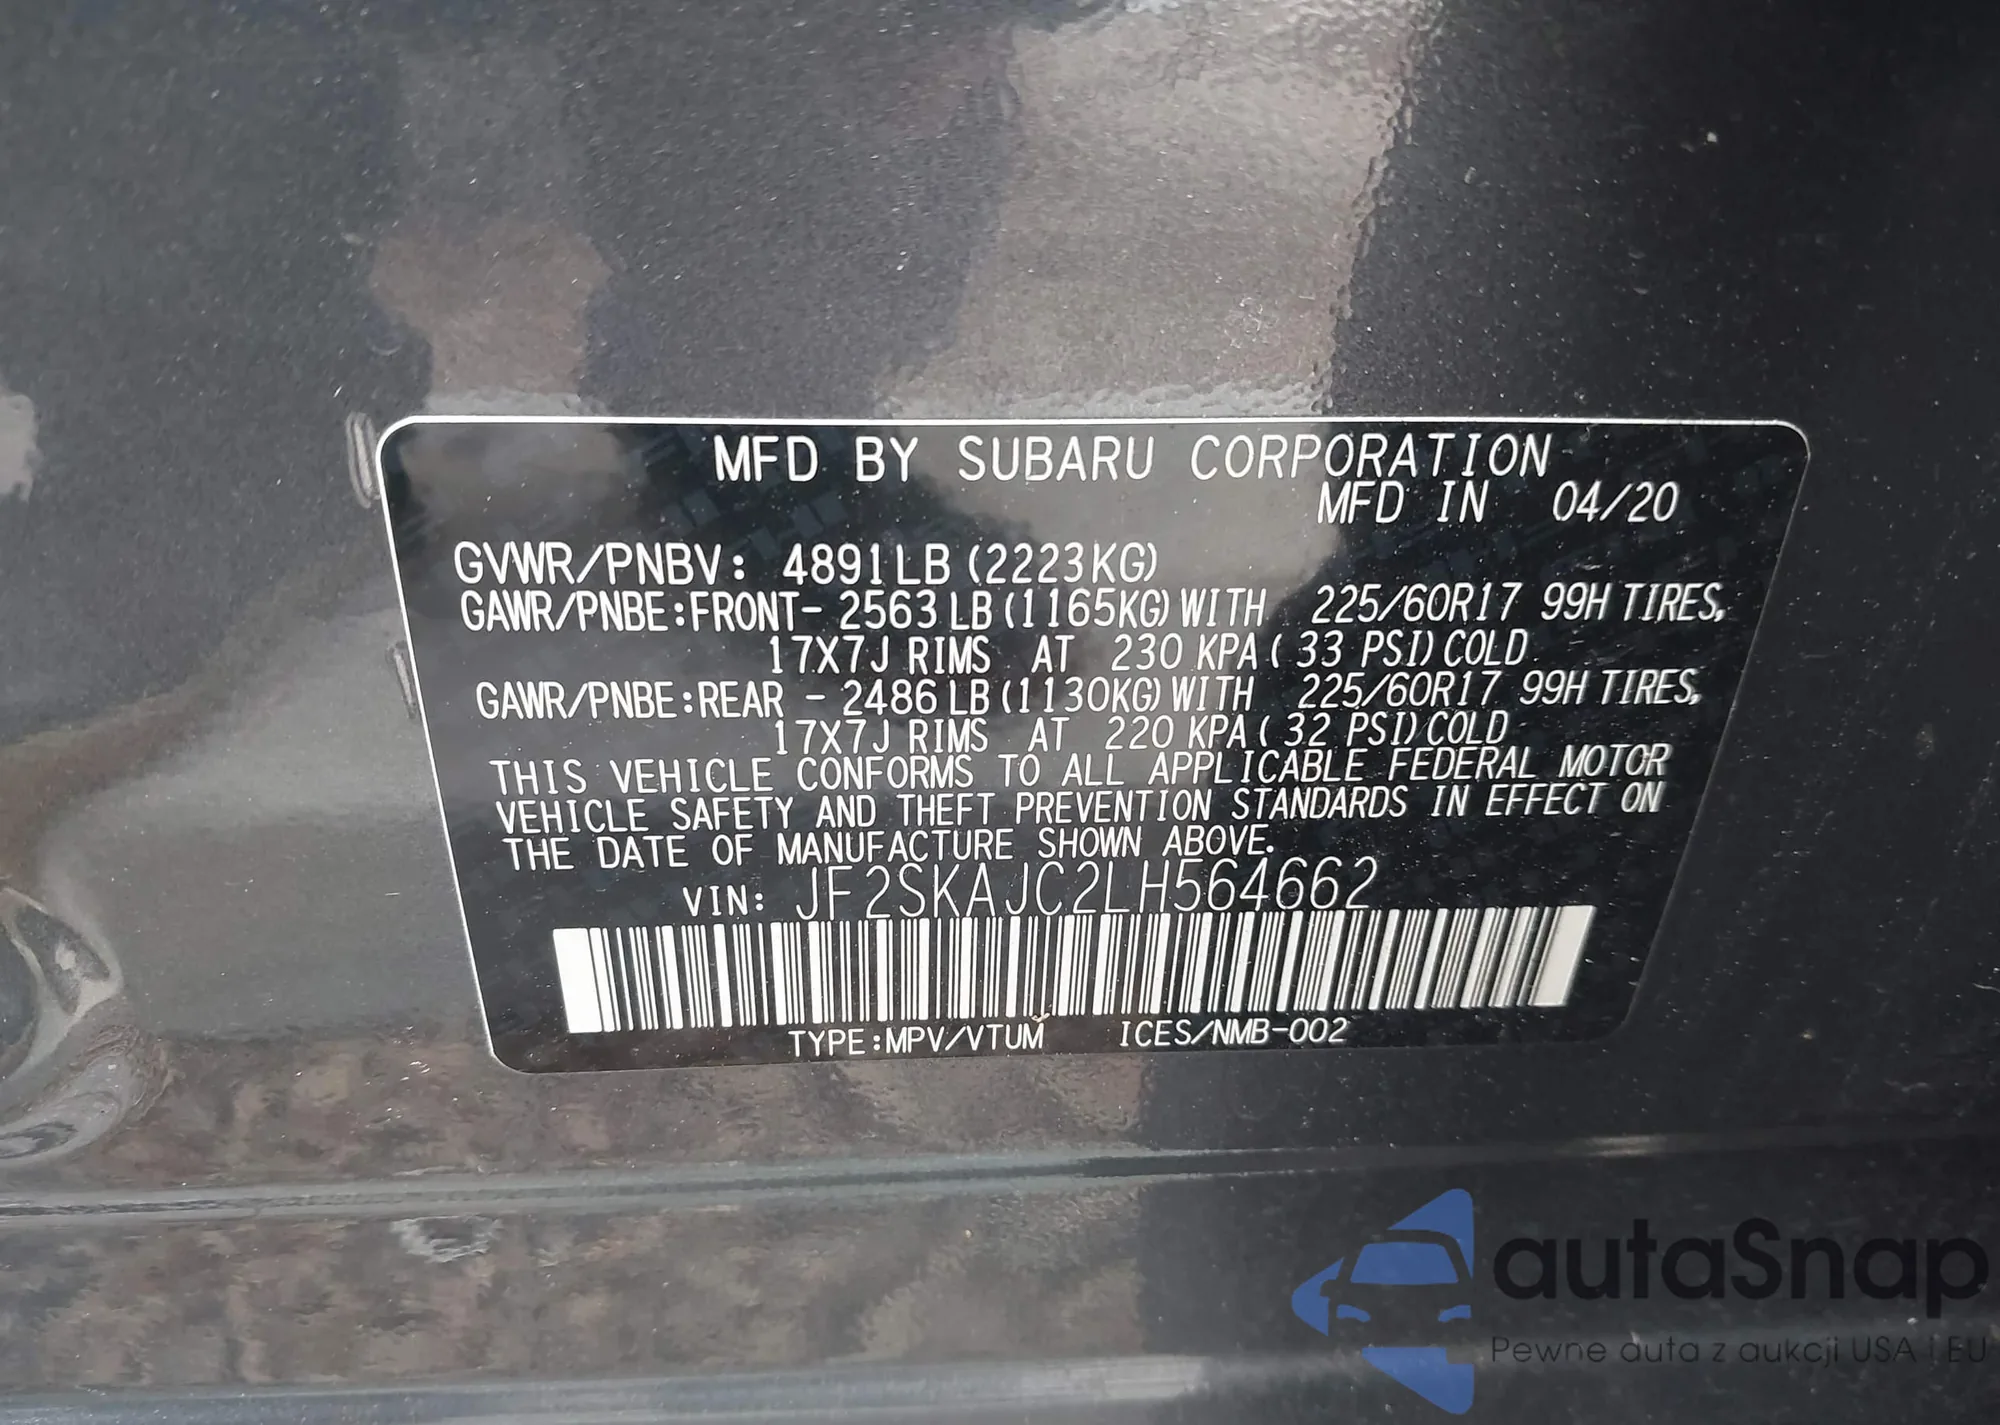 MFD BY SUBARU CORPORATION
MFD IN 04/20
GVWR/PNBV: 4891LB (2223KG)
GAWR/PNBE:FRONT- 2563 LB (1165KG) WITH 225/60R17 99H TIRES,
17X7J RIMS AT 230 KPA ( 33 PSI) COLD
GAWR/PNBE:REAR - 2486 LB (1130KG) WITH 225/60R17 99H TIRES,
17X7J RIMS AT 220 KPA ( 32 PSI) COLD
THIS VEHICLE CONFORMS TO ALL APPLICABLE FEDERAL MOTOR
VEHICLE SAFETY AND THEFT PREVENTION STANDARDS IN EFFECT ON
THE DATE OF MANUFACTURE SHOWN ABOVE.
VIN: JF2SKAJC2LH564662
TYPE:MPV/VTUM ICES/NMB-002
autaSnap
Pewne auta z aukcji USA i EU